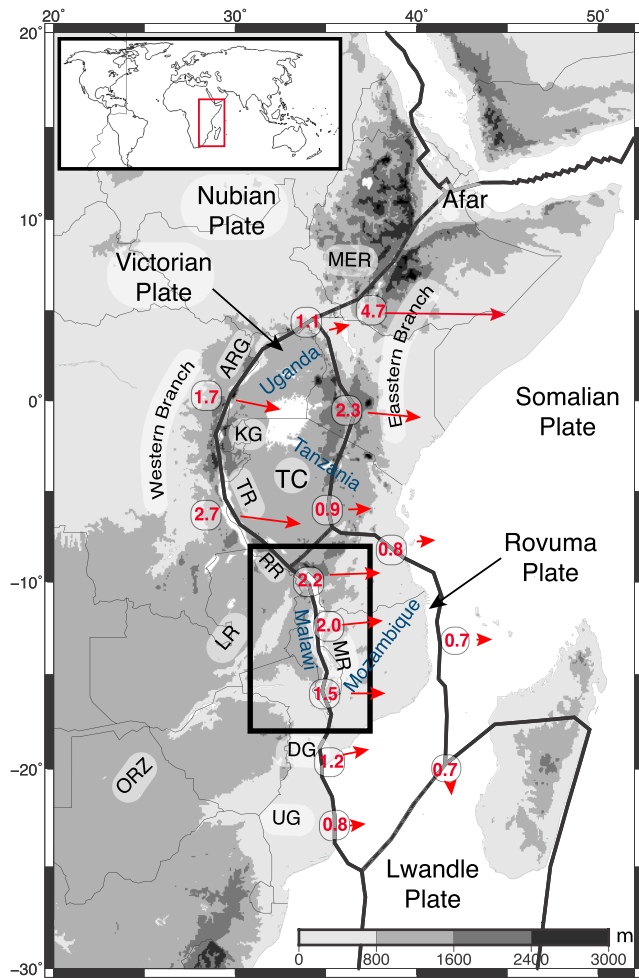 20° 30° 40° 50°
20°
Nubian
Plate
Afar
10°
MER
Victorian
Plate
4.7
1.1
ARG
Uganda
Easstern Branch
Western Branch
1.7
0°
2.3
Somalian
Plate
KG
Tanzania
TC
TR
0.9
2.7
0.8
Rovuma
Plate
RR
−10°
2.2
2.0
Malawi
MR
Mozambique
LR
0.7
1.5
DG
1.2
ORZ
−20°
0.7
UG
0.8
Lwandle
Plate
m
0 800 1600 2400 3000
−30°